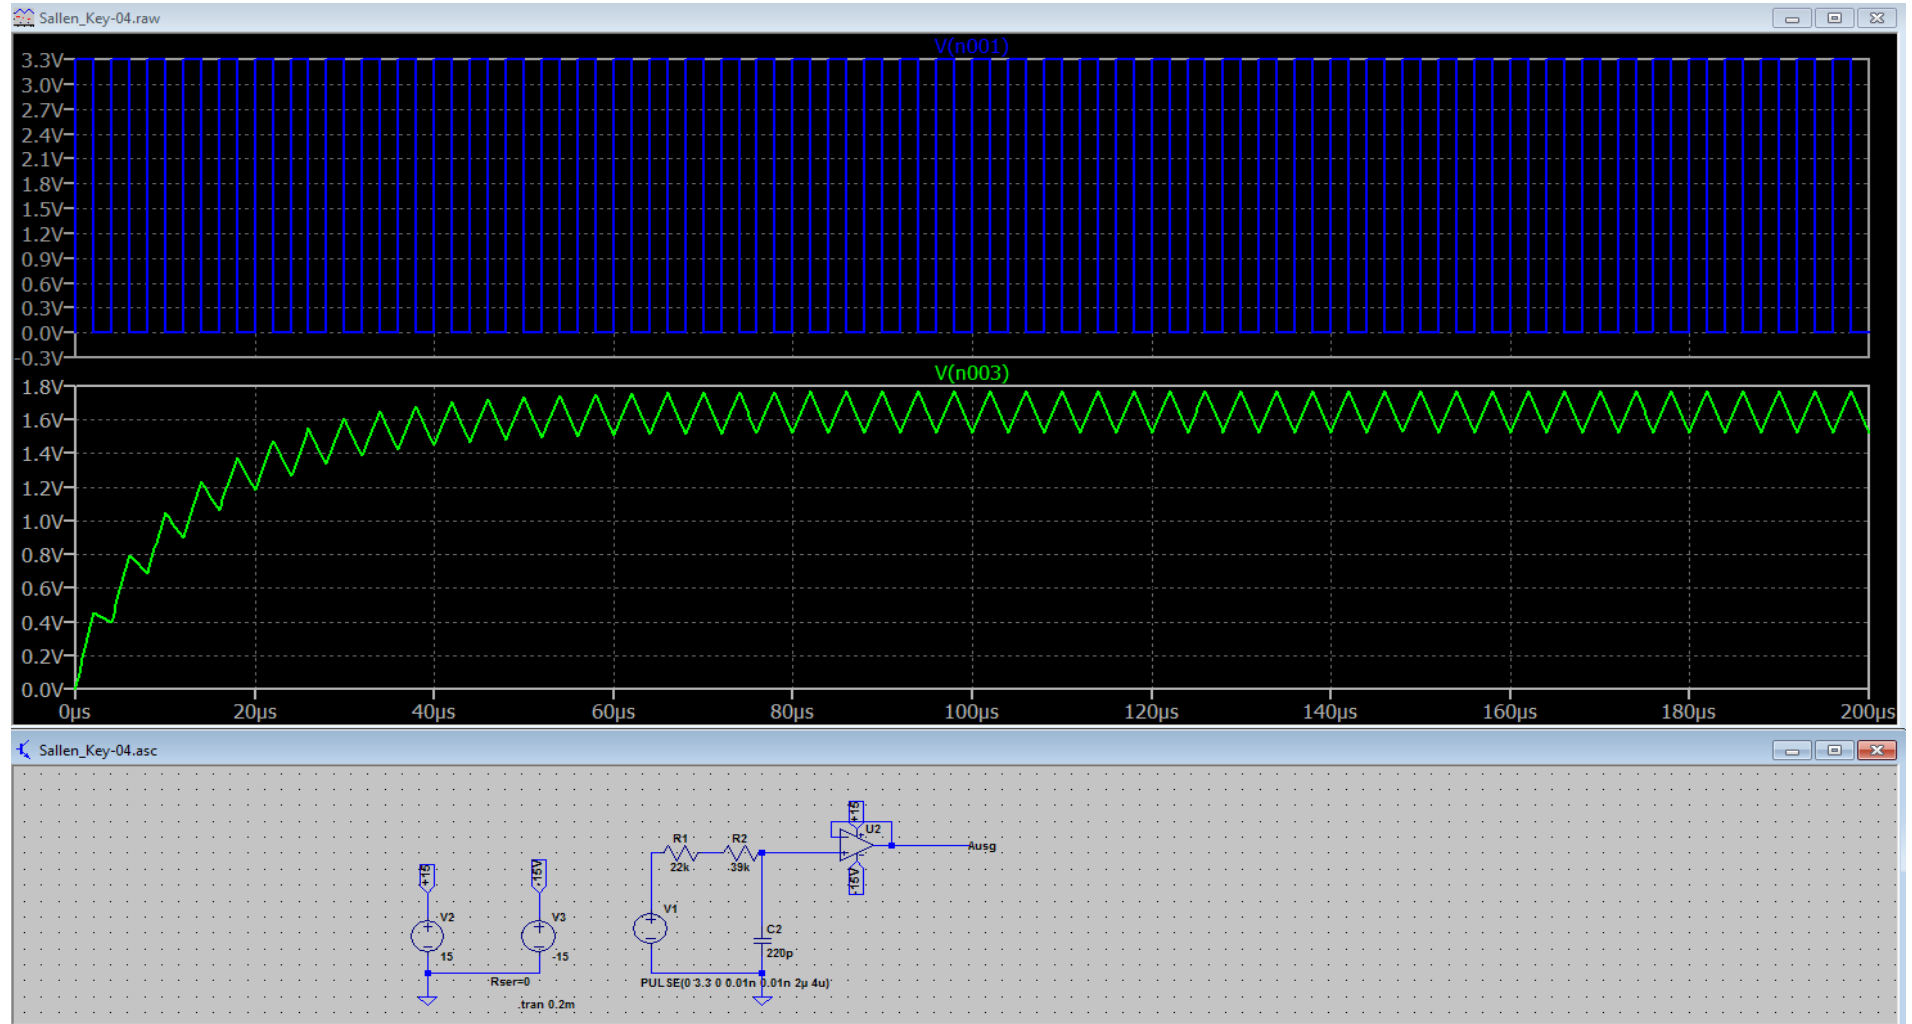 Sallen_Key-04.raw
V(n001)
3.3V
3.0V
2.7V
2.4V
2.1V
1.8V
1.5V
1.2V
0.9V
0.6V
0.3V
0.0V
-0.3V
V(n003)
1.8V
1.6V
1.4V
1.2V
1.0V
0.8V
0.6V
0.4V
0.2V
0.0V
0µs 20µs 40µs 60µs 80µs 100µs 120µs 140µs 160µs 180µs 200µs
Sallen_Key-04.asc
+15
U2
R1 R2
22k 39k
Ausg
+15 -15V
-15V
V2 V3 V1
C2
15 -15 220p
Rser=0 PULSE(0 3.3 0 0.01n 0.01n 2µ 4u)
.tran 0.2m